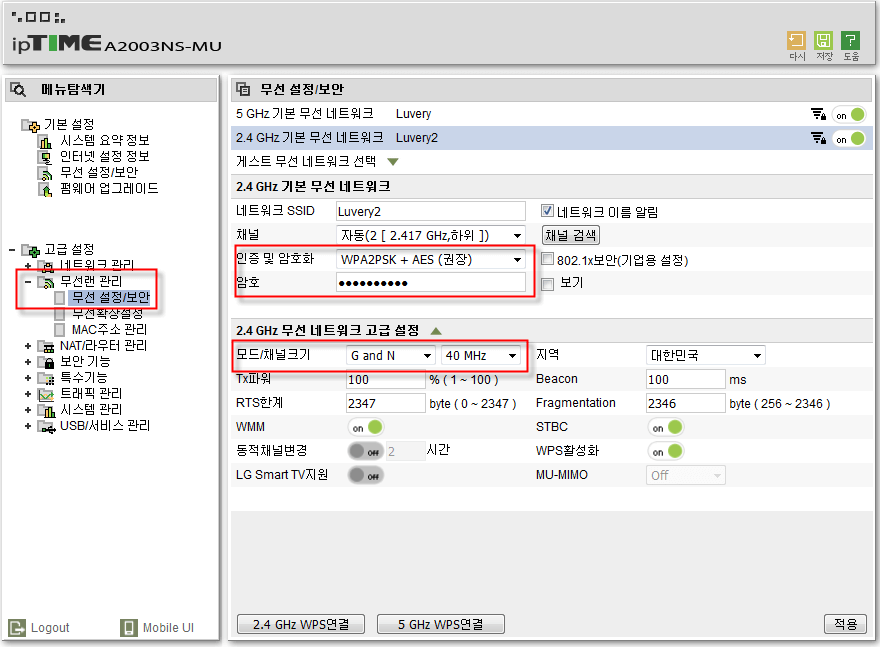 ipTIME A2003NS-MU
다시 저장 도움
메뉴탐색기
기본 설정
시스템 요약 정보
인터넷 설정 정보
무선 설정/보안
펌웨어 업그레이드
고급 설정
네트워크 관리
무선랜 관리
무선 설정/보안
무선확장설정
MAC주소 관리
NAT/라우터 관리
보안 기능
특수기능
트래픽 관리
시스템 관리
USB/서비스 관리
Logout Mobile UI
무선 설정/보안
5 GHz 기본 무선 네트워크 Luvery on
2.4 GHz 기본 무선 네트워크 Luvery2 on
게스트 무선 네트워크 선택
2.4 GHz 기본 무선 네트워크
네트워크 SSID Luvery2 네트워크 이름 알림
채널 자동(2 [ 2.417 GHz,하위 ]) 채널 검색
인증 및 암호화 WPA2PSK + AES (권장) 802.1x보안(기업용 설정)
암호 ●●●●●●●●●● 보기
2.4 GHz 무선 네트워크 고급 설정
모드/채널크기 G and N 40 MHz 지역 대한민국
Tx파워 100 % ( 1 ~ 100 ) Beacon 100 ms
RTS한계 2347 byte ( 0 ~ 2347 ) Fragmentation 2346 byte ( 256 ~ 2346 )
WMM on STBC on
동적채널변경 OFF 2 시간 WPS활성화 on
LG Smart TV지원 OFF MU-MIMO Off
2.4 GHz WPS연결 5 GHz WPS연결 적용